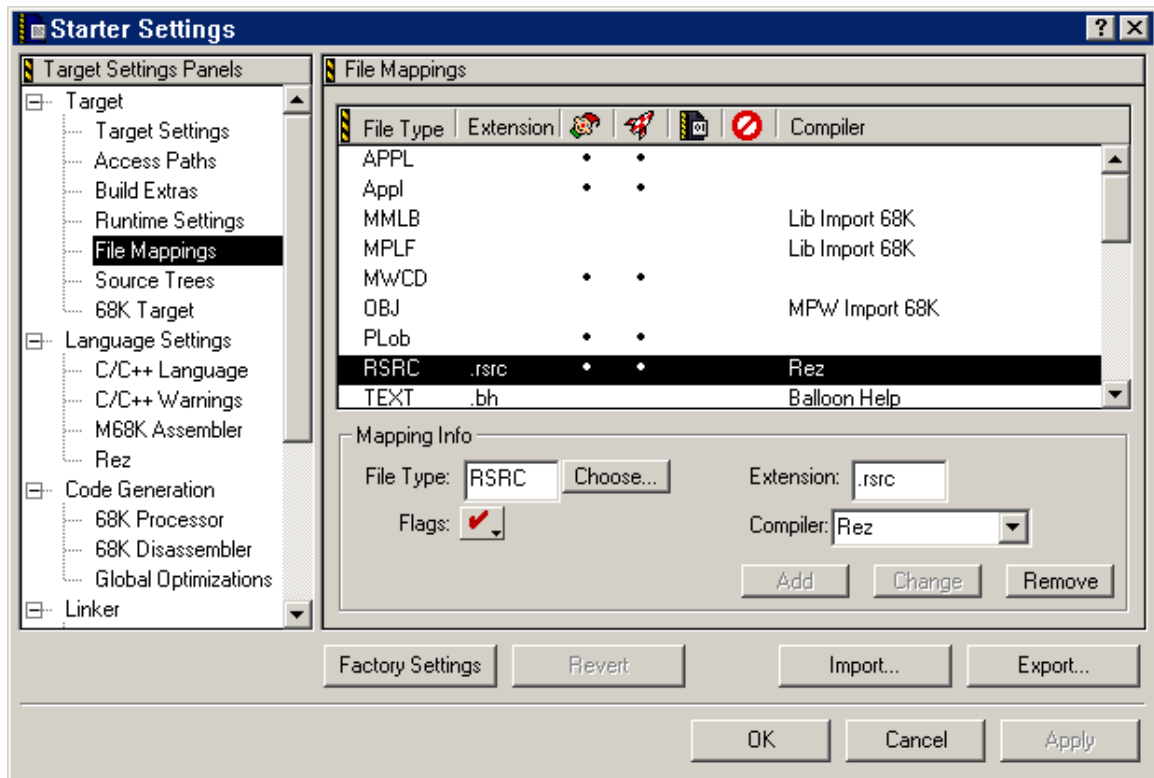 Starter Settings
Target Settings Panels
Target
Target Settings
Access Paths
Build Extras
Runtime Settings
File Mappings
Source Trees
68K Target
Language Settings
C/C++ Language
C/C++ Warnings
M68K Assembler
Rez
Code Generation
68K Processor
68K Disassembler
Global Optimizations
Linker
File Mappings
File Type Extension Compiler
APPL
Appl
MMLB Lib Import 68K
MPLF Lib Import 68K
MWCD
OBJ MPW Import 68K
PLob
RSRC .rsrc Rez
TEXT .bh Balloon Help
Mapping Info
File Type: RSRC Choose... Extension: .rsrc
Flags: Compiler: Rez
Add Change Remove
Factory Settings Revert Import... Export...
OK Cancel Apply